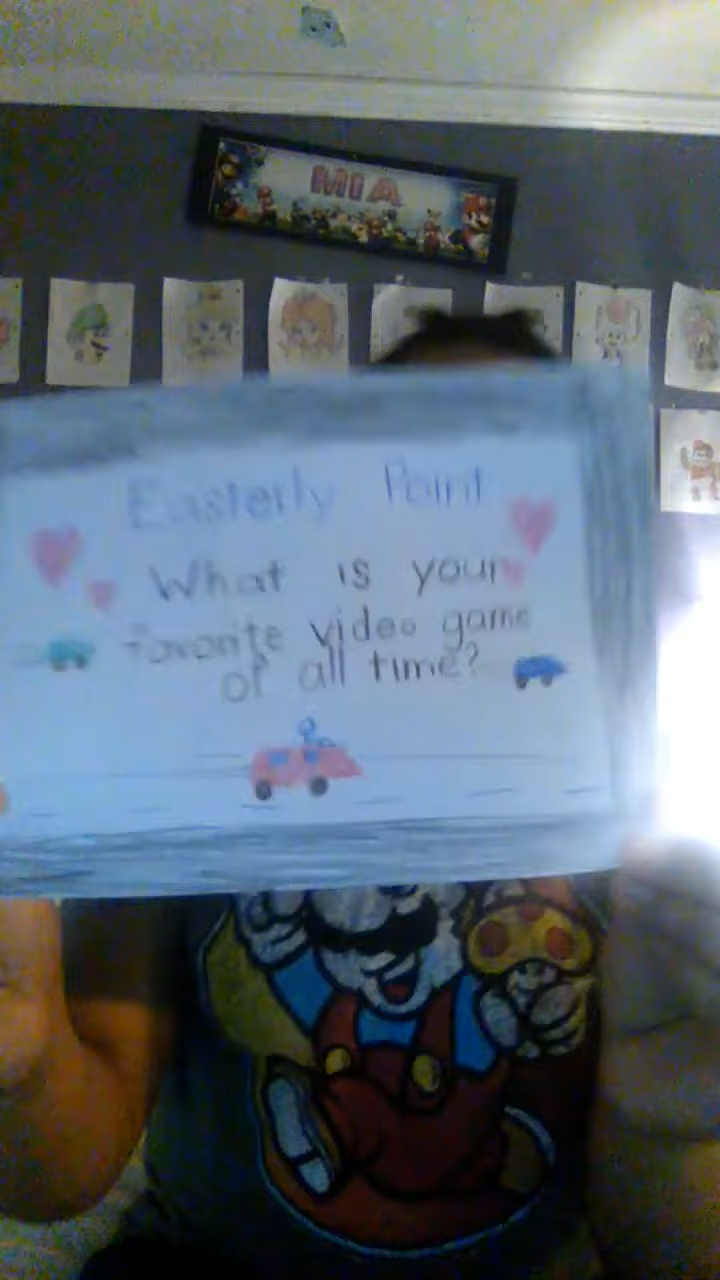 MIA
Easterly Point
What is your
favorite video game
of all time?